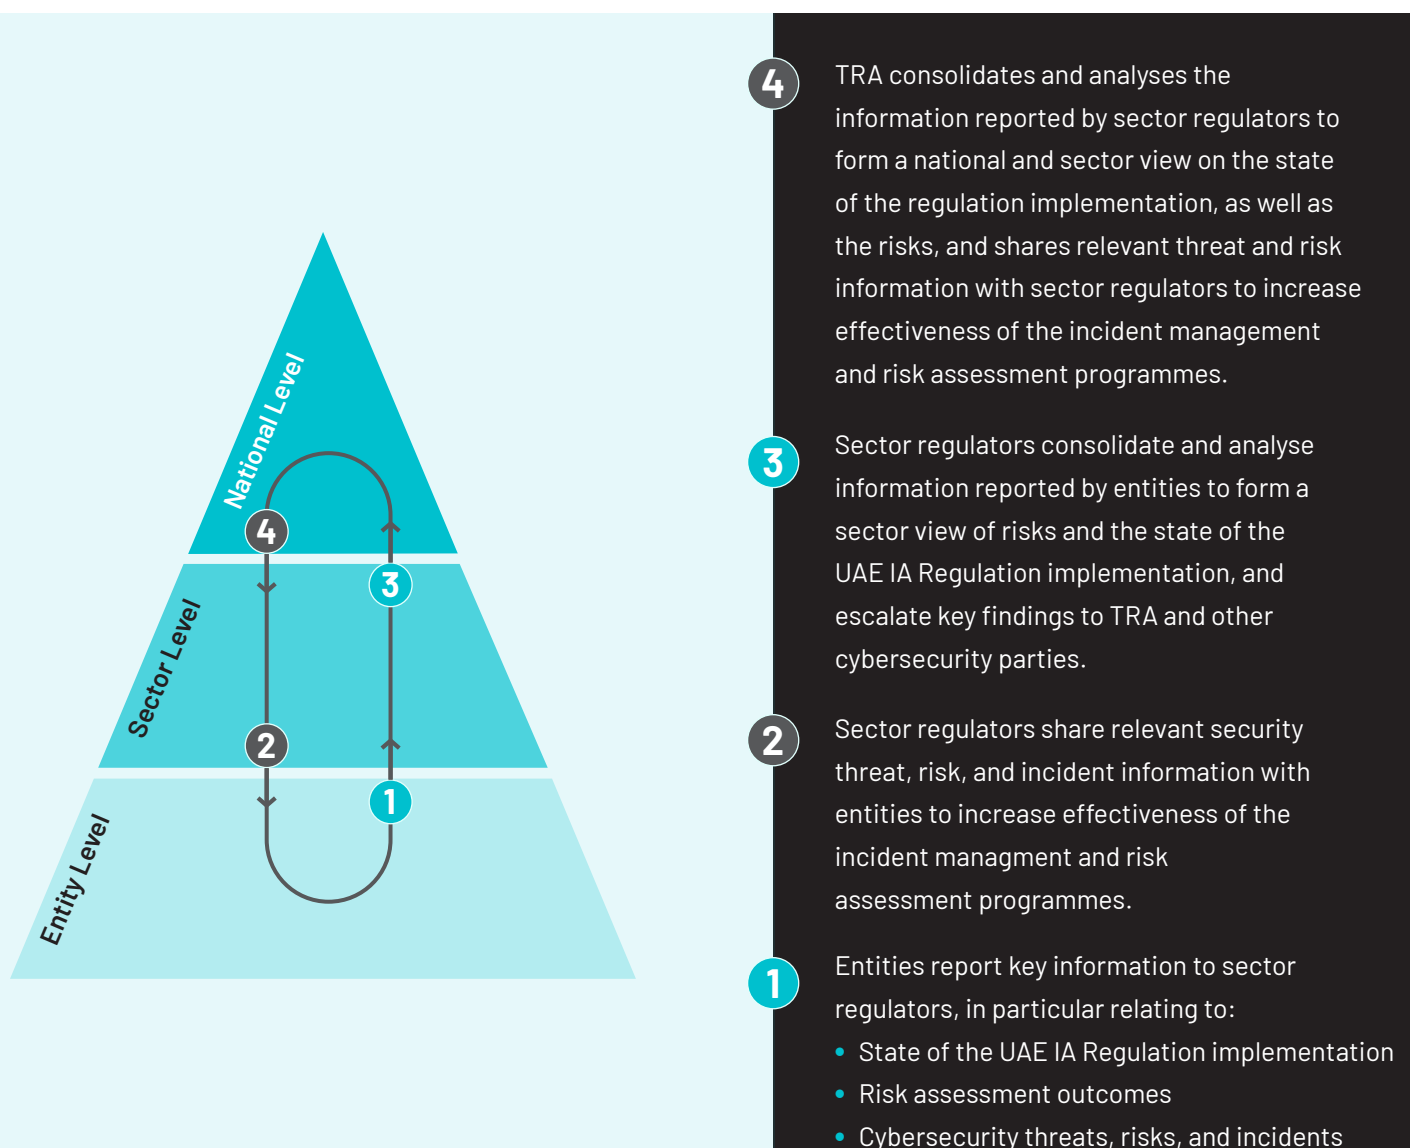 National Level
4
3
Sector Level
2
1
Entity Level
4
TRA consolidates and analyses the
information reported by sector regulators to
form a national and sector view on the state
of the regulation implementation, as well as
the risks, and shares relevant threat and risk
information with sector regulators to increase
effectiveness of the incident management
and risk assessment programmes.
3
Sector regulators consolidate and analyse
information reported by entities to form a
sector view of risks and the state of the
UAE IA Regulation implementation, and
escalate key findings to TRA and other
cybersecurity parties.
2
Sector regulators share relevant security
threat, risk, and incident information with
entities to increase effectiveness of the
incident managment and risk
assessment programmes.
1
Entities report key information to sector
regulators, in particular relating to:
• State of the UAE IA Regulation implementation
• Risk assessment outcomes
• Cybersecurity threats, risks, and incidents